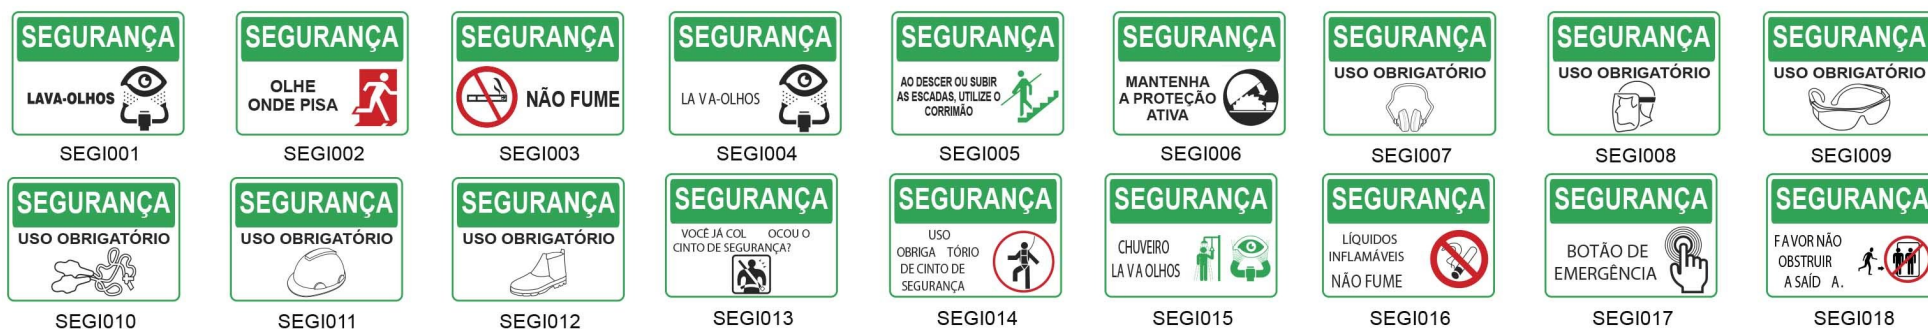 SEGURANÇA
LAVA-OLHOS
SEGI001
SEGURANÇA
OLHE
ONDE PISA
SEGI002
SEGURANÇA
NÃO FUME
SEGI003
SEGURANÇA
LA V A-OLHOS
SEGI004
SEGURANÇA
AO DESCER OU SUBIR
AS ESCADAS, UTILIZE O
CORRIMÃO
SEGI005
SEGURANÇA
MANTENHA
A PROTEÇÃO
ATIVA
SEGI006
SEGURANÇA
USO OBRIGATÓRIO
SEGI007
SEGURANÇA
USO OBRIGATÓRIO
SEGI008
SEGURANÇA
USO OBRIGATÓRIO
SEGI009
SEGURANÇA
USO OBRIGATÓRIO
SEGI010
SEGURANÇA
USO OBRIGATÓRIO
SEGI011
SEGURANÇA
USO OBRIGATÓRIO
SEGI012
SEGURANÇA
VOCÊ JÁ COL OCOU O
CINTO DE SEGURANÇA?
SEGI013
SEGURANÇA
USO
OBRIGA TÓRIO
DE CINTO DE
SEGURANÇA
SEGI014
SEGURANÇA
CHUVEIRO
LA V A OLHOS
SEGI015
SEGURANÇA
LÍQUIDOS
INFLAMÁVEIS
NÃO FUME
SEGI016
SEGURANÇA
BOTÃO DE
EMERGÊNCIA
SEGI017
SEGURANÇA
F A VOR NÃO
OBSTRUIR
A SAÍD A.
SEGI018